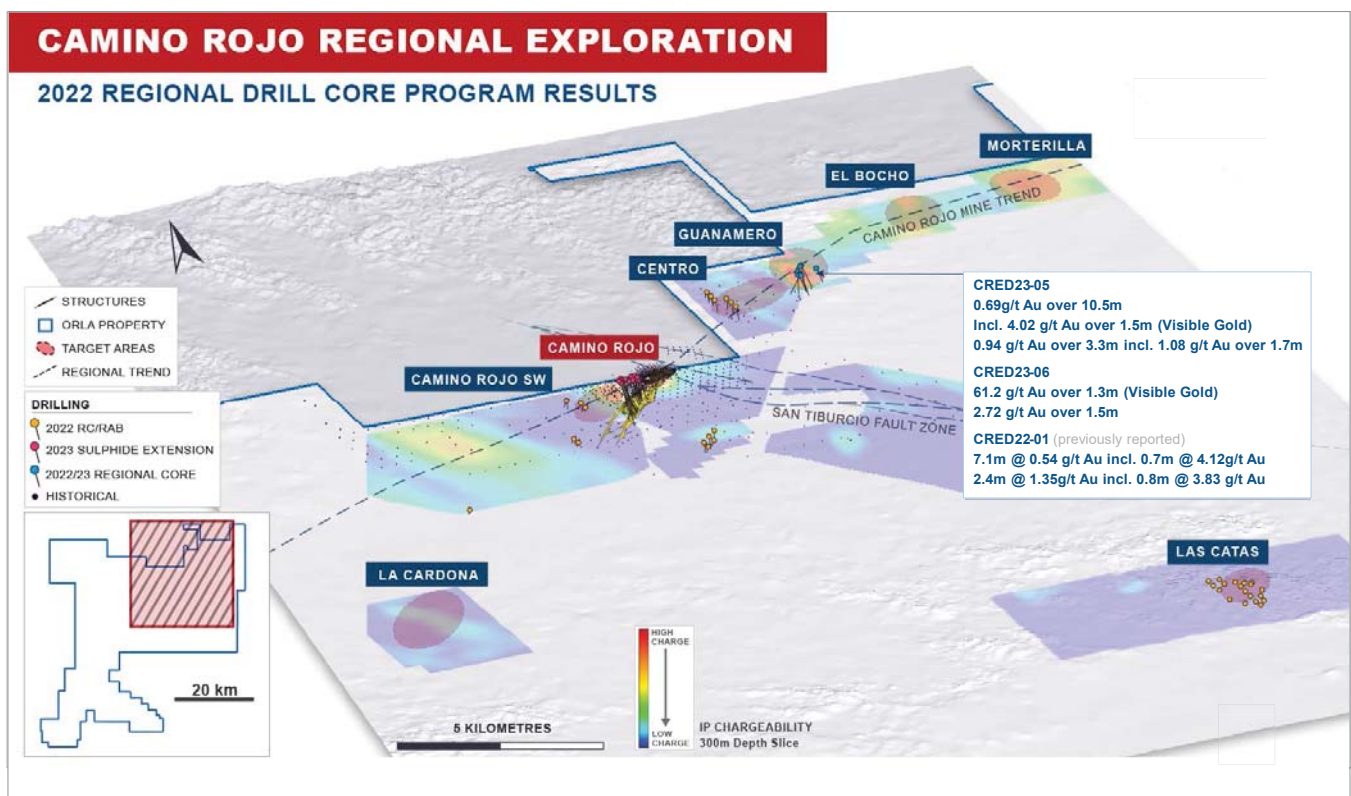 CAMINO ROJO REGIONAL EXPLORATION
2022 REGIONAL DRILL CORE PROGRAM RESULTS
MORTERILLA
EL BOCHO
CAMINO ROJO MINE TREND
GUANAMERO
CENTRO
CAMINO ROJO
CAMINO ROJO SW
SAN TIBURCIO FAULT ZONE
CRED23-05
0.69g/t Au over 10.5m
Incl. 4.02 g/t Au over 1.5m (Visible Gold)
0.94 g/t Au over 3.3m incl. 1.08 g/t Au over 1.7m
CRED23-06
61.2 g/t Au over 1.3m (Visible Gold)
2.72 g/t Au over 1.5m
CRED22-01 (previously reported)
7.1m @ 0.54 g/t Au incl. 0.7m @ 4.12g/t Au
2.4m @ 1.35g/t Au incl. 0.8m @ 3.83 g/t Au
STRUCTURES
ORLA PROPERTY
TARGET AREAS
REGIONAL TREND
DRILLING
2022 RC/RAB
2023 SULPHIDE EXTENSION
2022/23 REGIONAL CORE
HISTORICAL
20 km
LA CARDONA
LAS CATAS
5 KILOMETRES
HIGH
CHARGE
LOW
CHARGE
IP CHARGEABILITY
300m Depth Slice